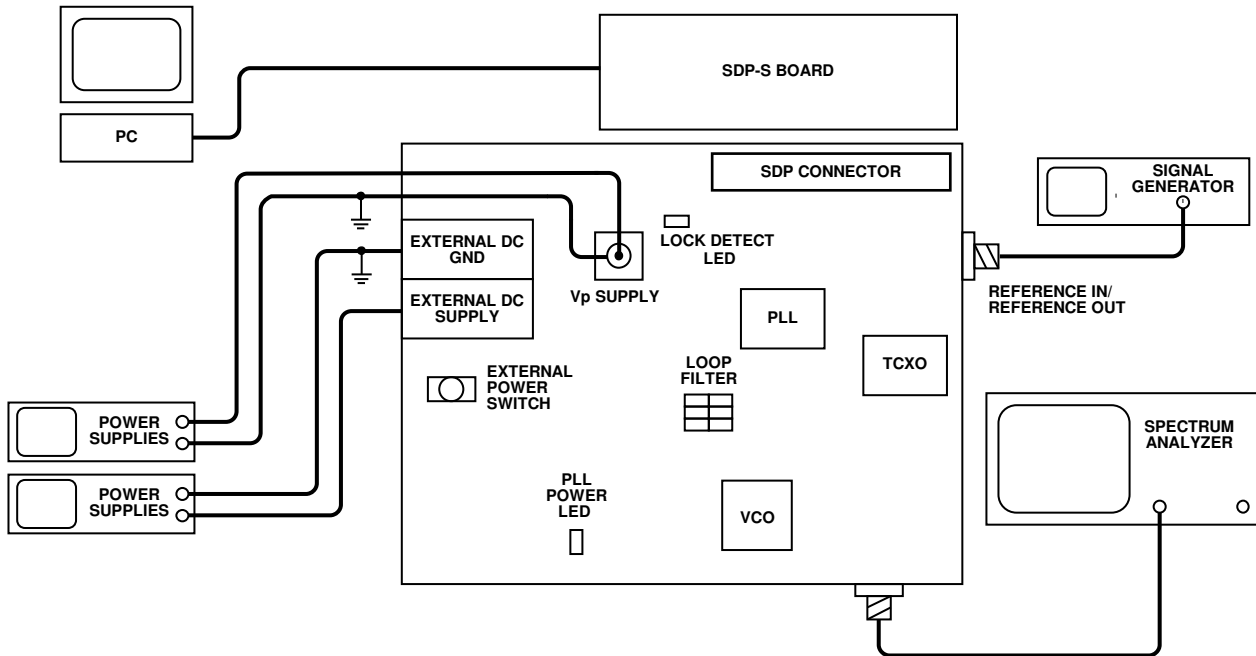 SDP-S BOARD
PC
SDP CONNECTOR
SIGNAL
GENERATOR
EXTERNAL DC
GND
LOCK DETECT
LED
EXTERNAL DC
SUPPLY
Vp SUPPLY
REFERENCE IN/
REFERENCE OUT
PLL
TCXO
LOOP
FILTER
EXTERNAL
POWER
SWITCH
POWER
SUPPLIES
SPECTRUM
ANALYZER
POWER
SUPPLIES
PLL
POWER
LED
VCO